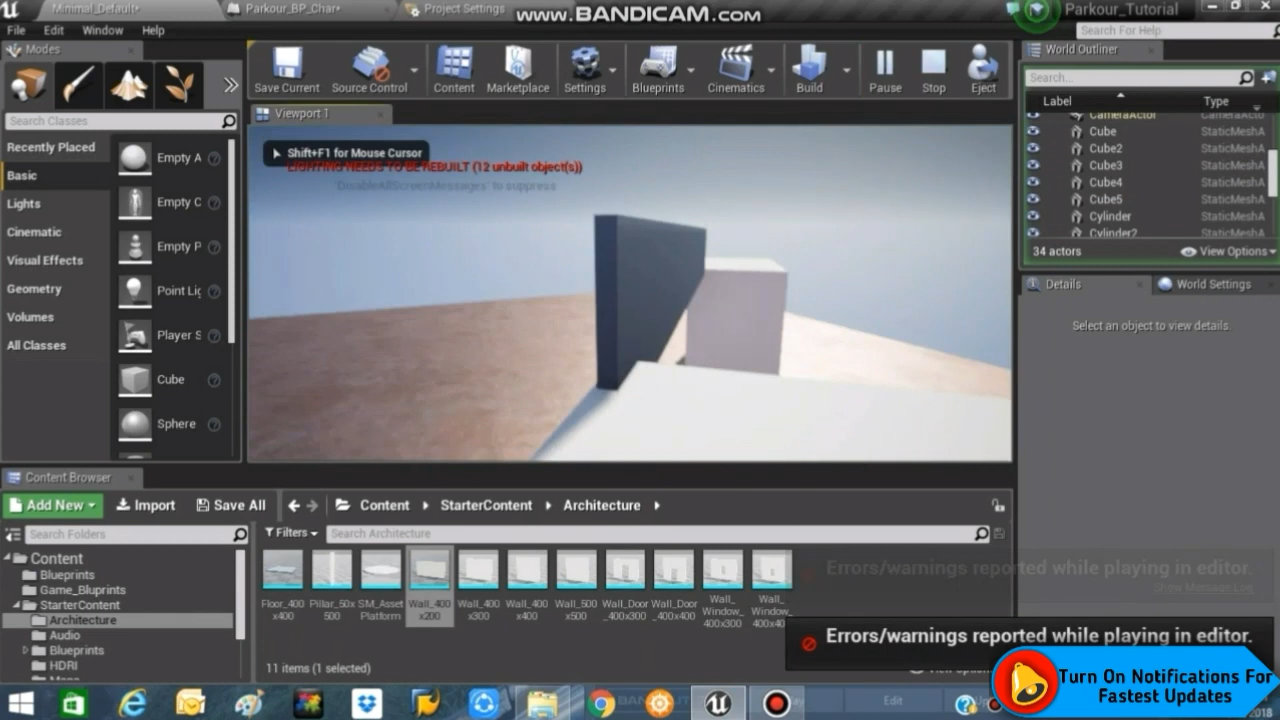 Minimal_Default•
Parkour_BP_Char•
Project Settings
www.BANDICAM.com
Parkour_Tutorial
File Edit Window Help
Search For Help
Modes
Save Current
Source Control
Content
Marketplace
Settings
Blueprints
Cinematics
Build
Pause
Stop
Eject
World Outliner
Search...
Label
Type
CameraActor
CameraActo
Cube
StaticMeshA
Cube2
StaticMeshA
Cube3
StaticMeshA
Cube4
StaticMeshA
Cube5
StaticMeshA
Cylinder
StaticMeshA
Cylinder2
StaticMeshA
34 actors
View Options
Search Classes
Recently Placed
Basic
Lights
Cinematic
Visual Effects
Geometry
Volumes
All Classes
Empty A
Empty C
Empty P
Point Lig
Player S
Cube
Sphere
Viewport 1
Shift+F1 for Mouse Cursor
LIGHTING NEEDS TO BE REBUILT (12 unbuilt object(s))
'DisableAllScreenMessages' to suppress
Details
World Settings
Select an object to view details.
Content Browser
Add New
Import
Save All
Content
StarterContent
Architecture
Search Folders
Filters
Search Architecture
Content
Blueprints
Game_Bluprints
StarterContent
Architecture
Audio
Blueprints
HDRI
Floor_400
x400
Pillar_50x
500
SM_Asset
Platform
Wall_400
x200
Wall_400
x300
Wall_400
x400
Wall_500
x500
Wall_Door
_400x300
Wall_Door
_400x400
Wall_
Window_
400x300
Wall_
Window_
400x40
11 items (1 selected)
Errors/warnings reported while playing in editor.
Show Message Log
Errors/warnings reported while playing in editor.
Turn On Notifications For
Fastest Updates
Edit
2018